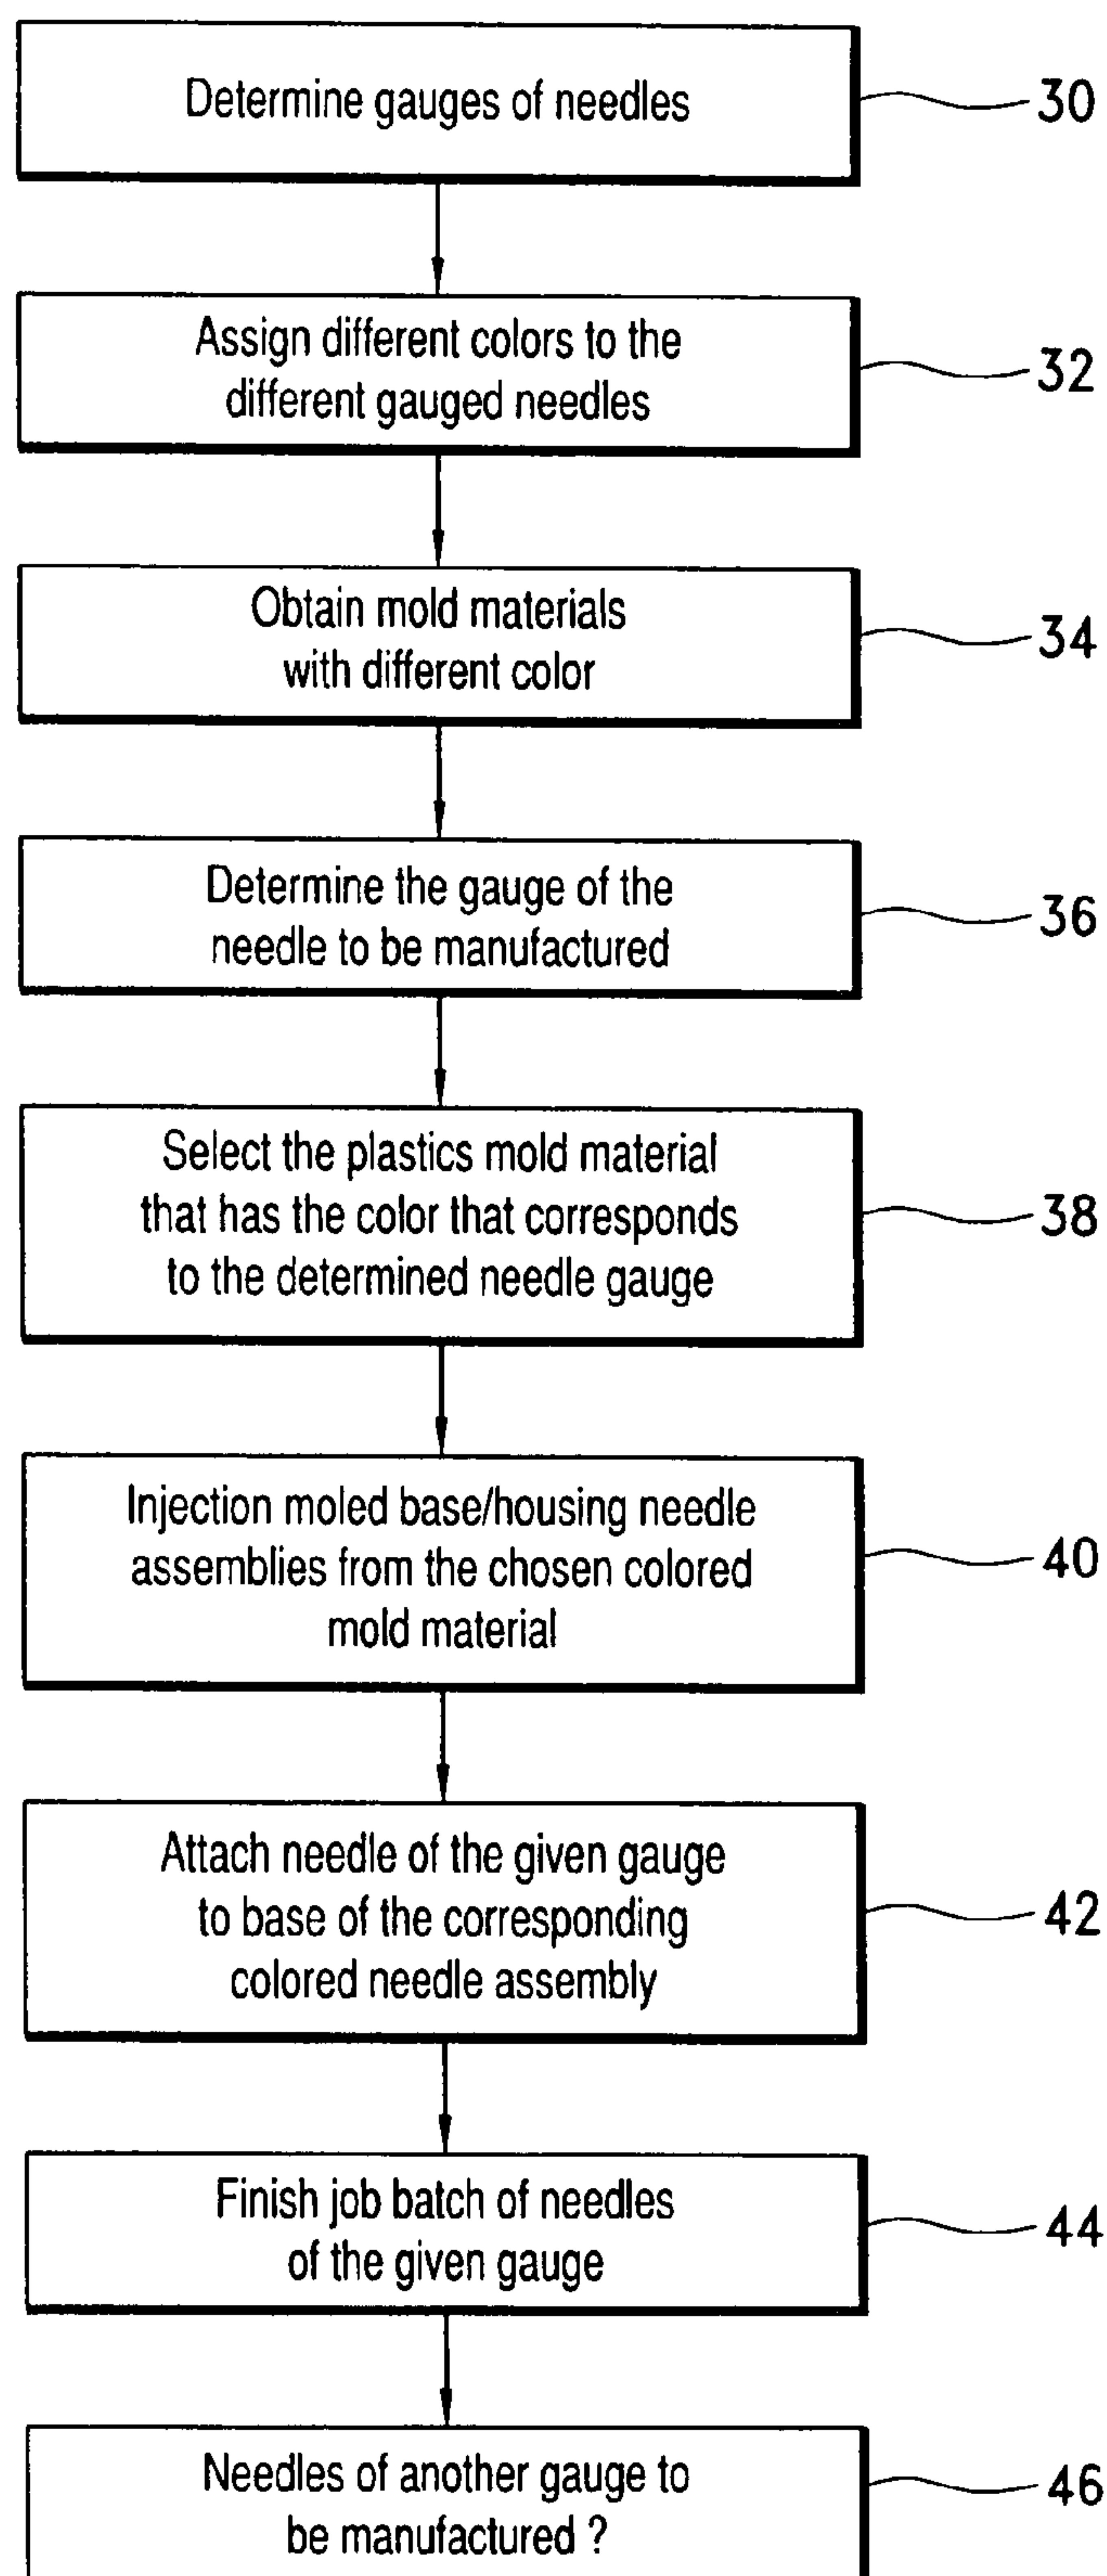 Determine gauges of needles
30
Assign different colors to the
different gauged needles
32
Obtain mold materials
with different color
34
Determine the gauge of the
needle to be manufactured
36
Select the plastics mold material
that has the color that corresponds
to the determined needle gauge
38
Injection moled base/housing needle
assemblies from the chosen colored
mold material
40
Attach needle of the given gauge
to base of the corresponding
colored needle assembly
42
Finish job batch of needles
of the given gauge
44
Needles of another gauge to
be manufactured ?
46